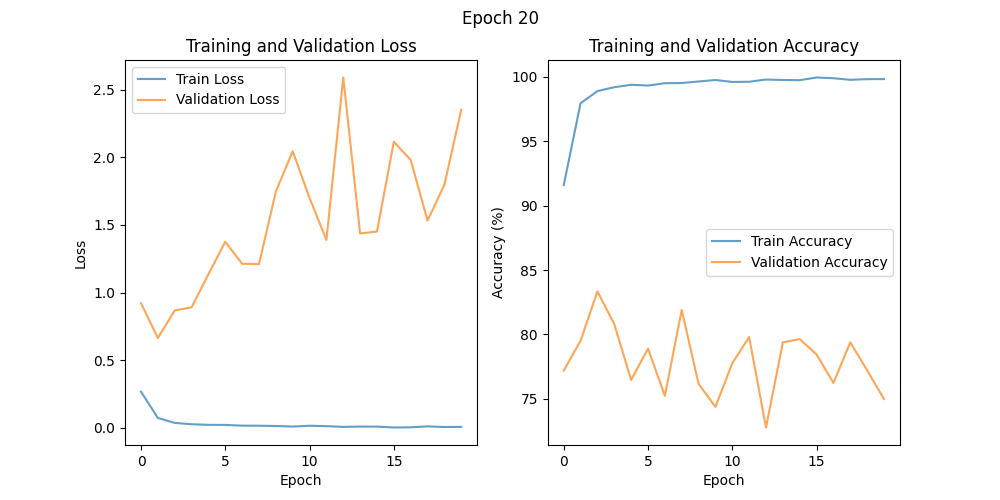 Epoch 20
Training and Validation Loss
Train Loss
Validation Loss
2.5
2.0
1.5
1.0
0.5
0.0
Loss
0
5
10
15
Epoch
Training and Validation Accuracy
100
95
90
85
80
75
Accuracy (%)
Train Accuracy
Validation Accuracy
0
5
10
15
Epoch